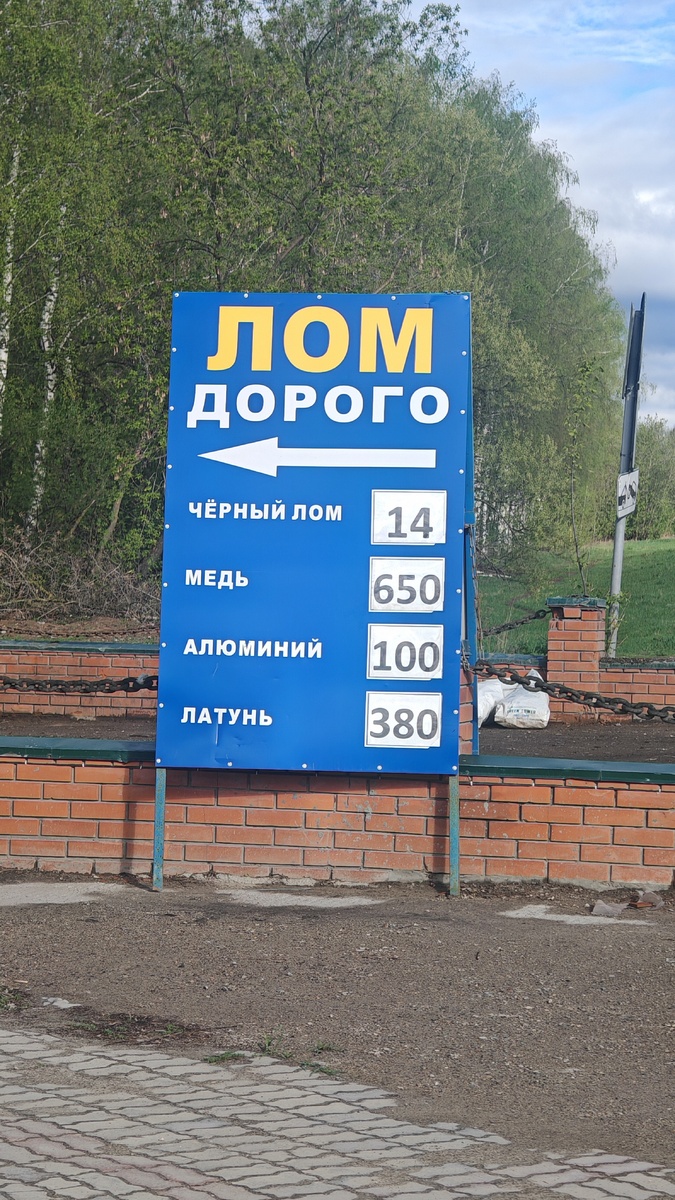 ЛОМ
ДОРОГО
ЧЁРНЫЙ ЛОМ 14
МЕДЬ 650
АЛЮМИНИЙ 100
ЛАТУНЬ 380